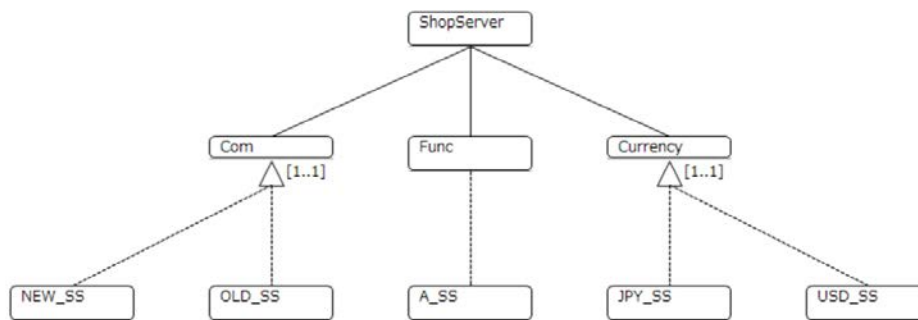 ShopServer
Com
Func
Currency
[1..1]
[1..1]
NEW_SS
OLD_SS
A_SS
JPY_SS
USD_SS